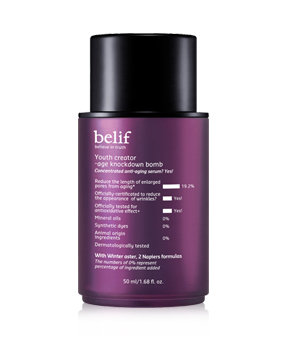 belif
believe in truth
Youth creator
-age knockdown bomb
Concentrated anti-aging serum? Yes!
Reduce the length of enlarged
pores from aging* 19.2%
Officially certificated to reduce
the appearance of wrinkles? Yes!
Officially tested for
antioxidative effect+ Yes!
Mineral oils 0%
Synthetic dyes 0%
Animal origin
ingredients 0%
Dermatologically tested
With Winter aster, 2 Napiers formulas
The numbers of 0% represent
percentage of ingredient added
50 ml/1.68 fl. oz.